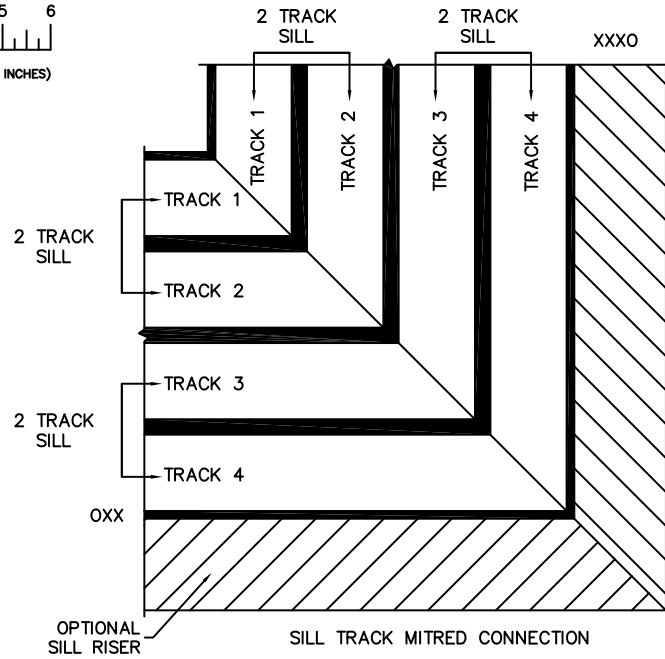 5 6
INCHES)
2 TRACK
SILL
2 TRACK
SILL
XXXO
TRACK 1
TRACK 2
TRACK 3
TRACK 4
2 TRACK
SILL
TRACK 1
TRACK 2
2 TRACK
SILL
TRACK 3
TRACK 4
OXX
OPTIONAL
SILL RISER
SILL TRACK MITRED CONNECTION